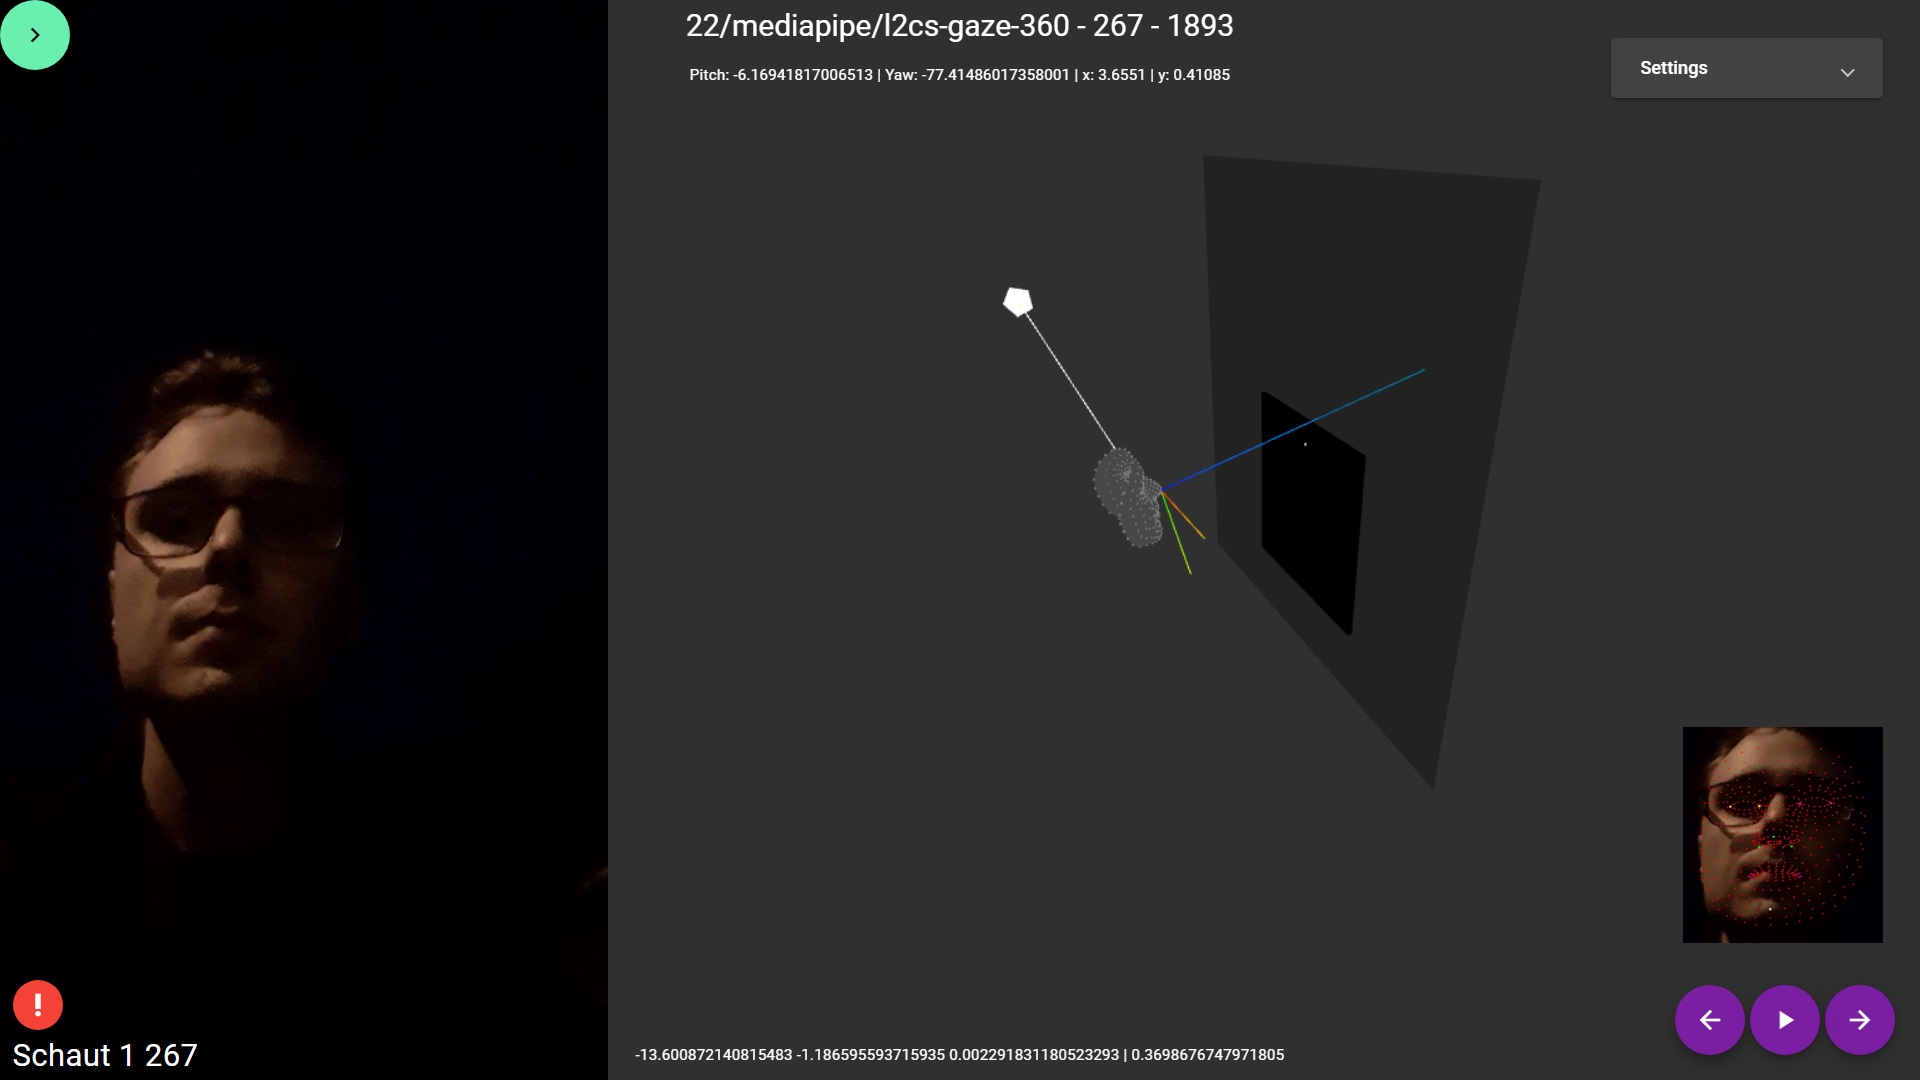 22/mediapipe/l2cs-gaze-360 - 267 - 1893
Pitch: -6.16941817006513 | Yaw: -77.41486017358001 | x: 3.6551 | y: 0.41085
Settings
Schaut 1 267
-13.600872140815483 -1.186595593715935 0.002291831180523293 | 0.3698676747971805